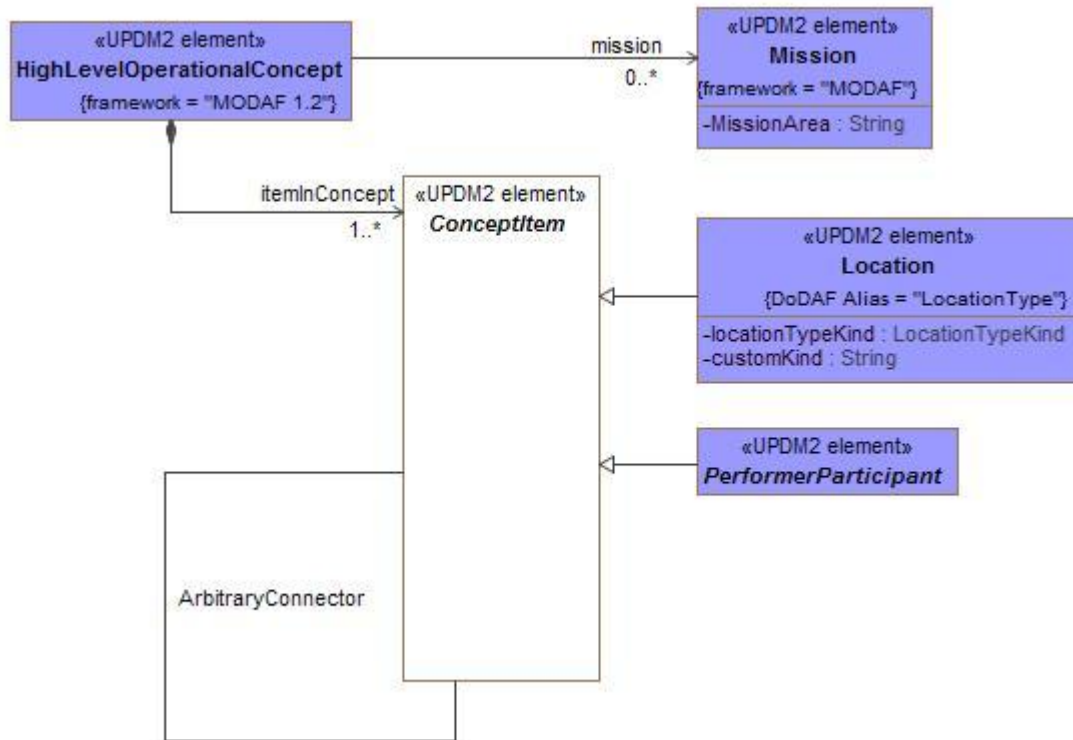 «UPDM2 element»
HighLevelOperationalConcept
{framework = "MODAF 1.2"}
mission
0..*
«UPDM2 element»
Mission
{framework = "MODAF"}
-MissionArea : String
itemInConcept
1..*
«UPDM2 element»
ConceptItem
«UPDM2 element»
Location
{DoDAF Alias = "LocationType"}
-locationTypeKind : LocationTypeKind
-customKind : String
«UPDM2 element»
PerformerParticipant
ArbitraryConnector